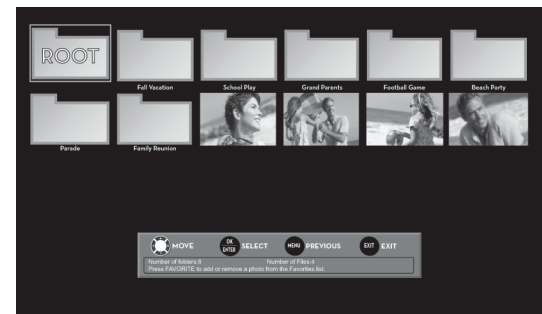 ROOT
Fall Vacation School Play Grand Parents Football Game Beach Party
Parade Family Reunion
MOVE OK ENTER SELECT MENU PREVIOUS EXIT EXIT
Number of folders:8 Number of Files:4
Press FAVORITE to add or remove a photo from the Favorites list.